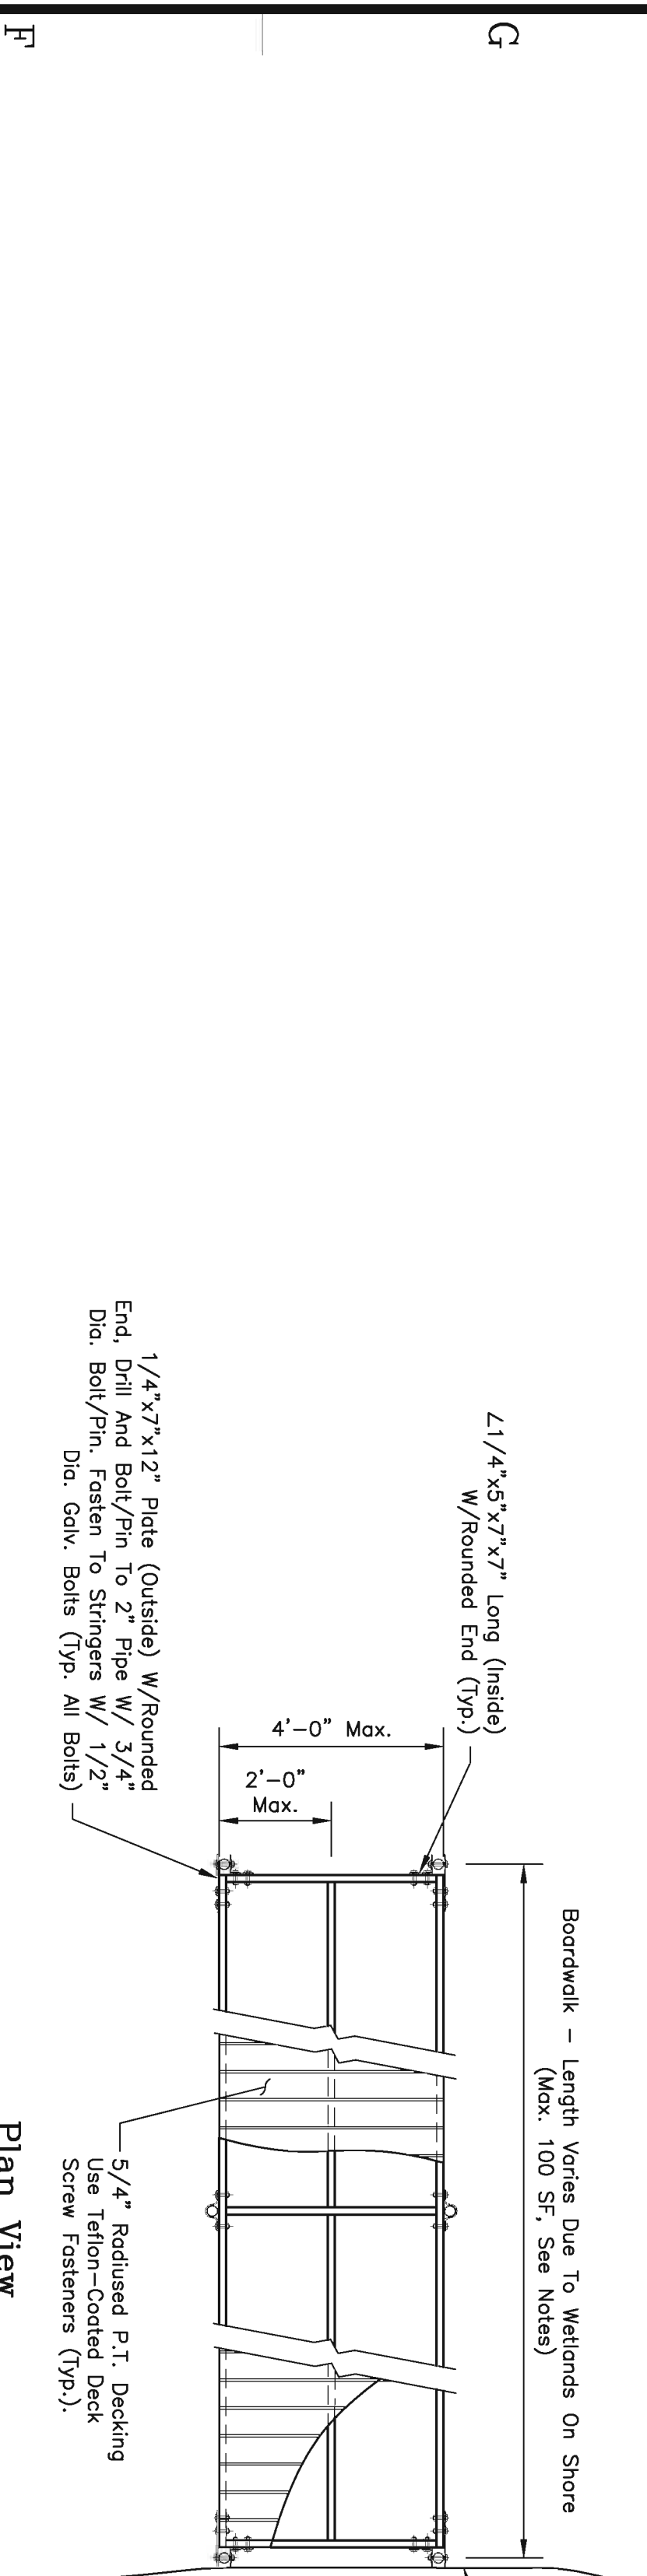 F
G
∠1/4"x5"x7"x7" Long (Inside)
W/Rounded End (Typ.)
1/4"x7"x12" Plate (Outside) W/Rounded
End, Drill And Bolt/Pin To 2" Pipe W/ 3/4"
Dia. Bolt/Pin. Fasten To Stringers W/ 1/2"
Dia. Galv. Bolts (Typ. All Bolts)
4'-0" Max.
2'-0"
Max.
Boardwalk - Length Varies Due To Wetlands On Shore
(Max. 100 SF, See Notes)
5/4" Radiused P.T. Decking
Use Teflon-Coated Deck
Screw Fasteners (Typ.).
Plan View